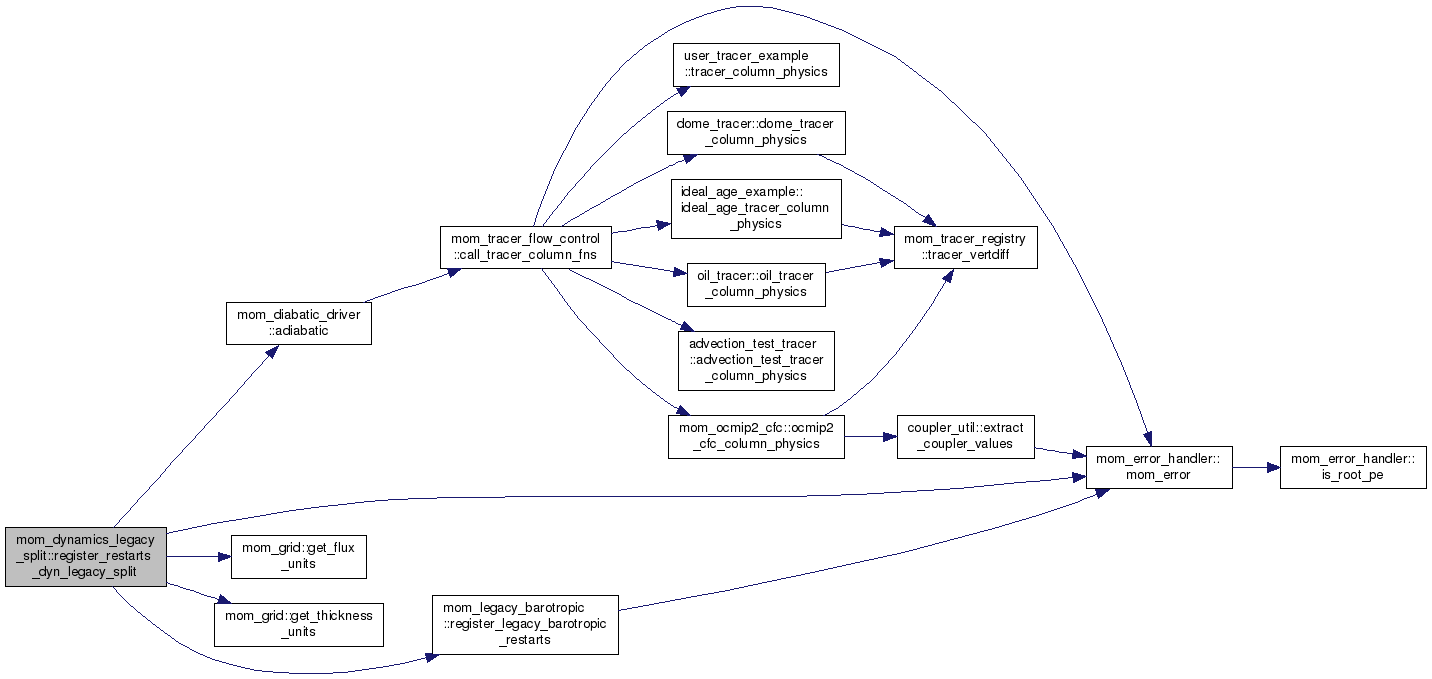 user_tracer_example
::tracer_column_physics
dome_tracer::dome_tracer
_column_physics
ideal_age_example::
ideal_age_tracer_column
_physics
mom_tracer_flow_control
::call_tracer_column_fns
mom_tracer_registry
::tracer_vertdiff
oil_tracer::oil_tracer
_column_physics
mom_diabatic_driver
::adiabatic
advection_test_tracer
::advection_test_tracer
_column_physics
mom_ocmip2_cfc::ocmip2
_cfc_column_physics
coupler_util::extract
_coupler_values
mom_error_handler::
mom_error
mom_error_handler::
is_root_pe
mom_dynamics_legacy
_split::register_restarts
_dyn_legacy_split
mom_grid::get_flux
_units
mom_grid::get_thickness
_units
mom_legacy_barotropic
::register_legacy_barotropic
_restarts